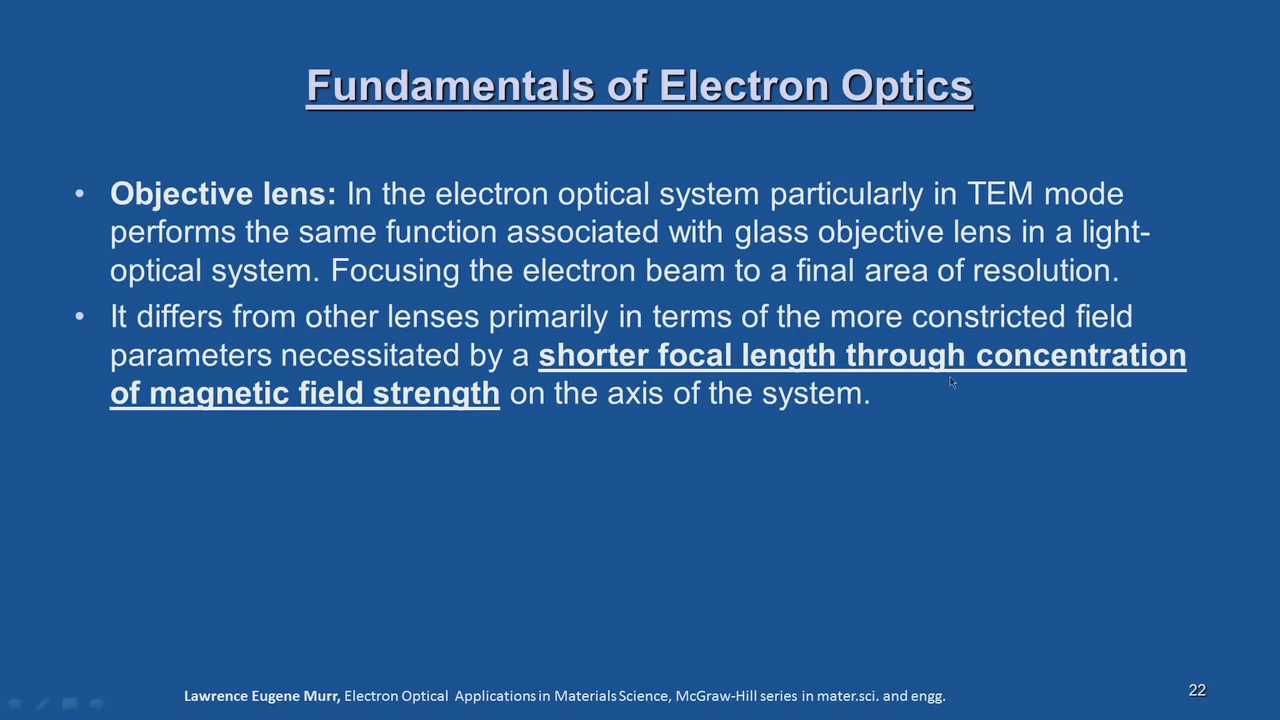 Fundamentals of Electron Optics
• Objective lens: In the electron optical system particularly in TEM mode
performs the same function associated with glass objective lens in a light-
optical system. Focusing the electron beam to a final area of resolution.
• It differs from other lenses primarily in terms of the more constricted field
parameters necessitated by a shorter focal length through concentration
of magnetic field strength on the axis of the system.
Lawrence Eugene Murr, Electron Optical Applications in Materials Science, McGraw-Hill series in mater.sci. and engg.
22